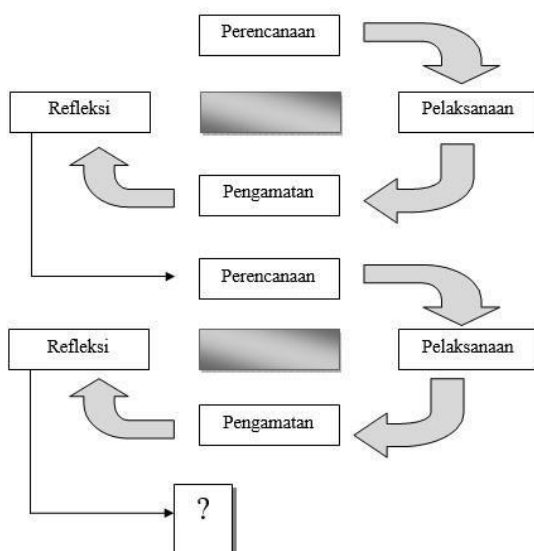 Perencanaan
Refleksi
Pelaksanaan
Pengamatan
Perencanaan
Refleksi
Pelaksanaan
Pengamatan
?